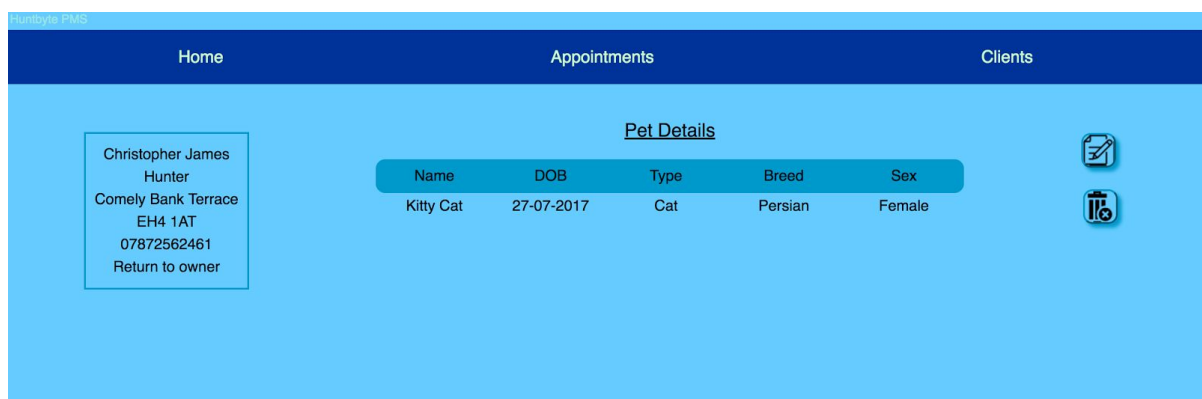 Huntbyte PMS
Home Appointments Clients
Christopher James
Hunter
Comely Bank Terrace
EH4 1AT
07872562461
Return to owner
Pet Details
Name DOB Type Breed Sex
Kitty Cat 27-07-2017 Cat Persian Female